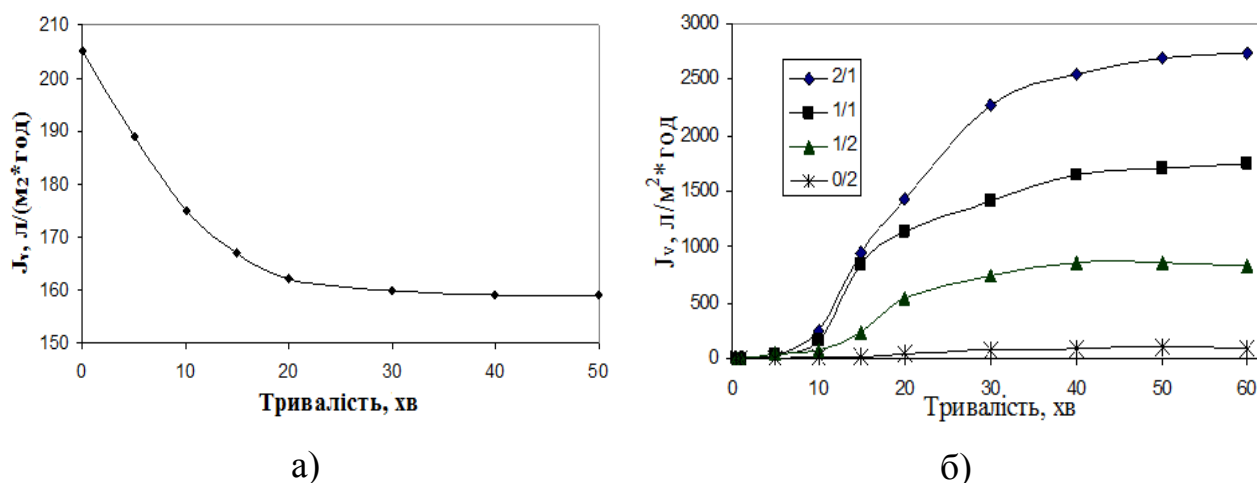 210
200
190
180
170
160
150
0 10 20 30 40 50
Jv, л/(м2*год)
Тривалість, хв
а)
3000
2500
2000
1500
1000
500
0
0 10 20 30 40 50 60
Jv, л/м²*год
Тривалість, хв
2/1
1/1
1/2
0/2
б)